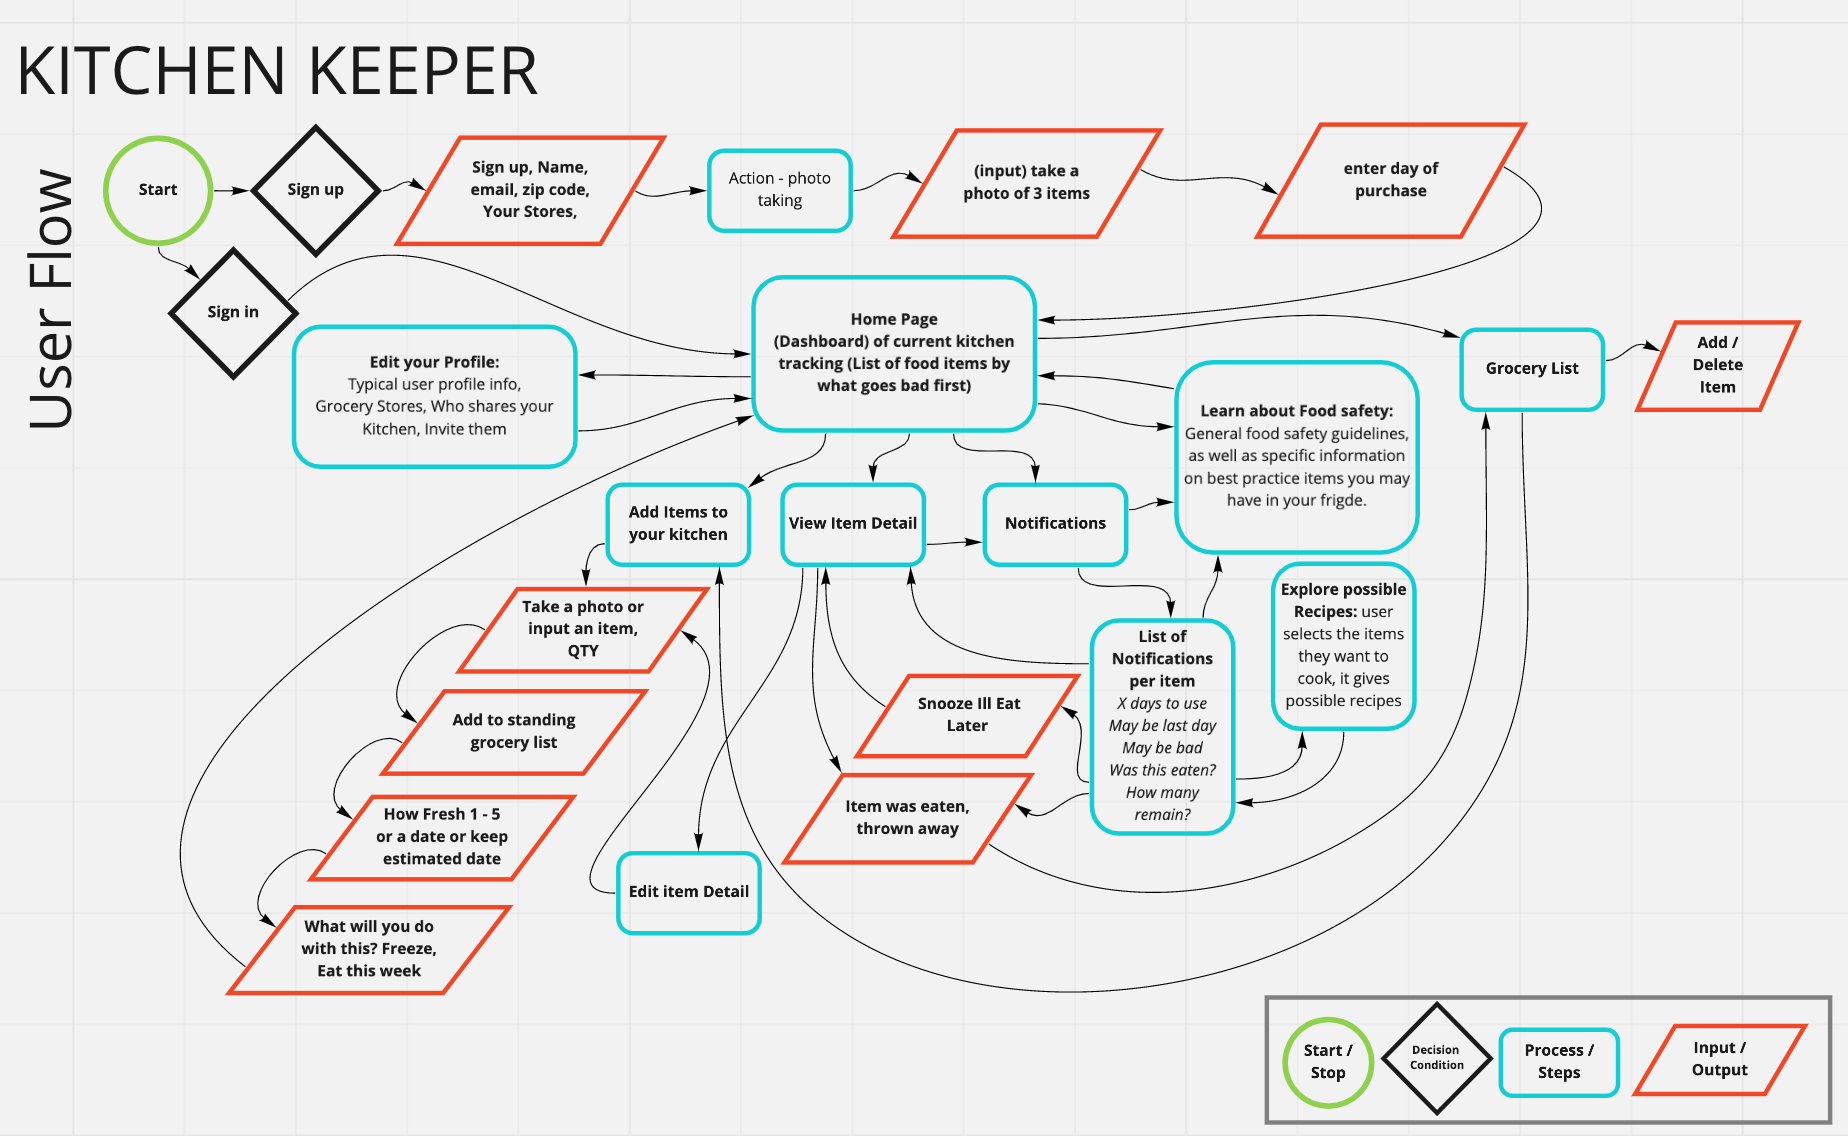 KITCHEN KEEPER
User Flow
Start
Sign up
Sign up, Name,
email, zip code,
Your Stores,
Action - photo
taking
(input) take a
photo of 3 items
enter day of
purchase
Sign in
Edit your Profile:
Typical user profile info,
Grocery Stores, Who shares your
Kitchen, Invite them
Home Page
(Dashboard) of current kitchen
tracking (List of food items by
what goes bad first)
Grocery List
Add /
Delete
Item
Learn about Food safety:
General food safety guidelines,
as well as specific information
on best practice items you may
have in your frigde.
Add Items to
your kitchen
View Item Detail
Notifications
Take a photo or
input an item,
QTY
Add to standing
grocery list
How Fresh 1 - 5
or a date or keep
estimated date
What will you do
with this? Freeze,
Eat this week
Edit item Detail
Snooze Ill Eat
Later
Item was eaten,
thrown away
List of
Notifications
per item
X days to use
May be last day
May be bad
Was this eaten?
How many
remain?
Explore possible
Recipes: user
selects the items
they want to
cook, it gives
possible recipes
Start /
Stop
Decision
Condition
Process /
Steps
Input /
Output